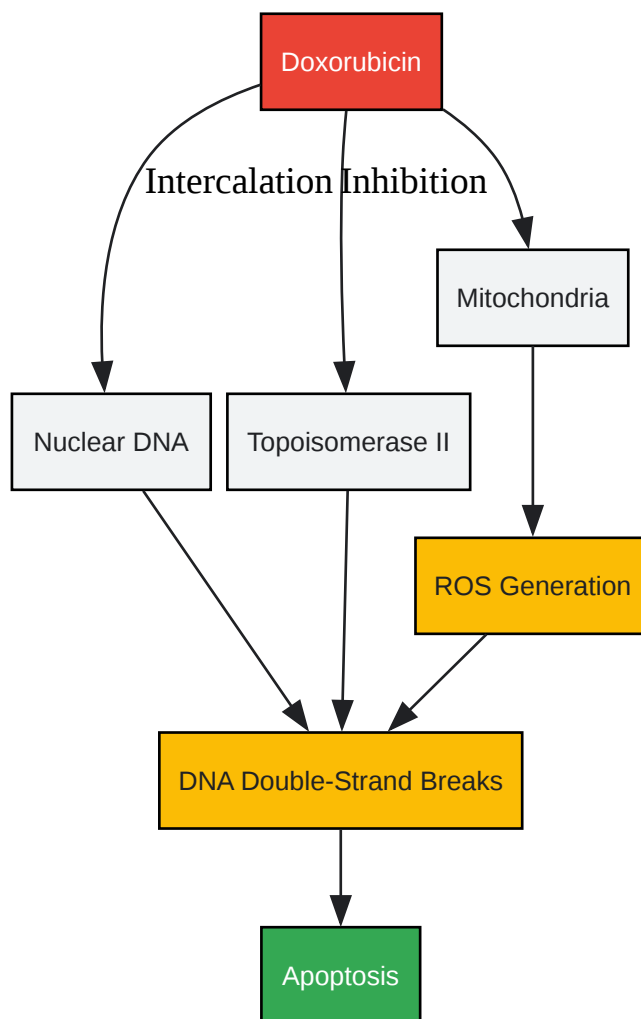 Doxorubicin
Intercalation
Inhibition
Mitochondria
Nuclear DNA
Topoisomerase II
ROS Generation
DNA Double-Strand Breaks
Apoptosis